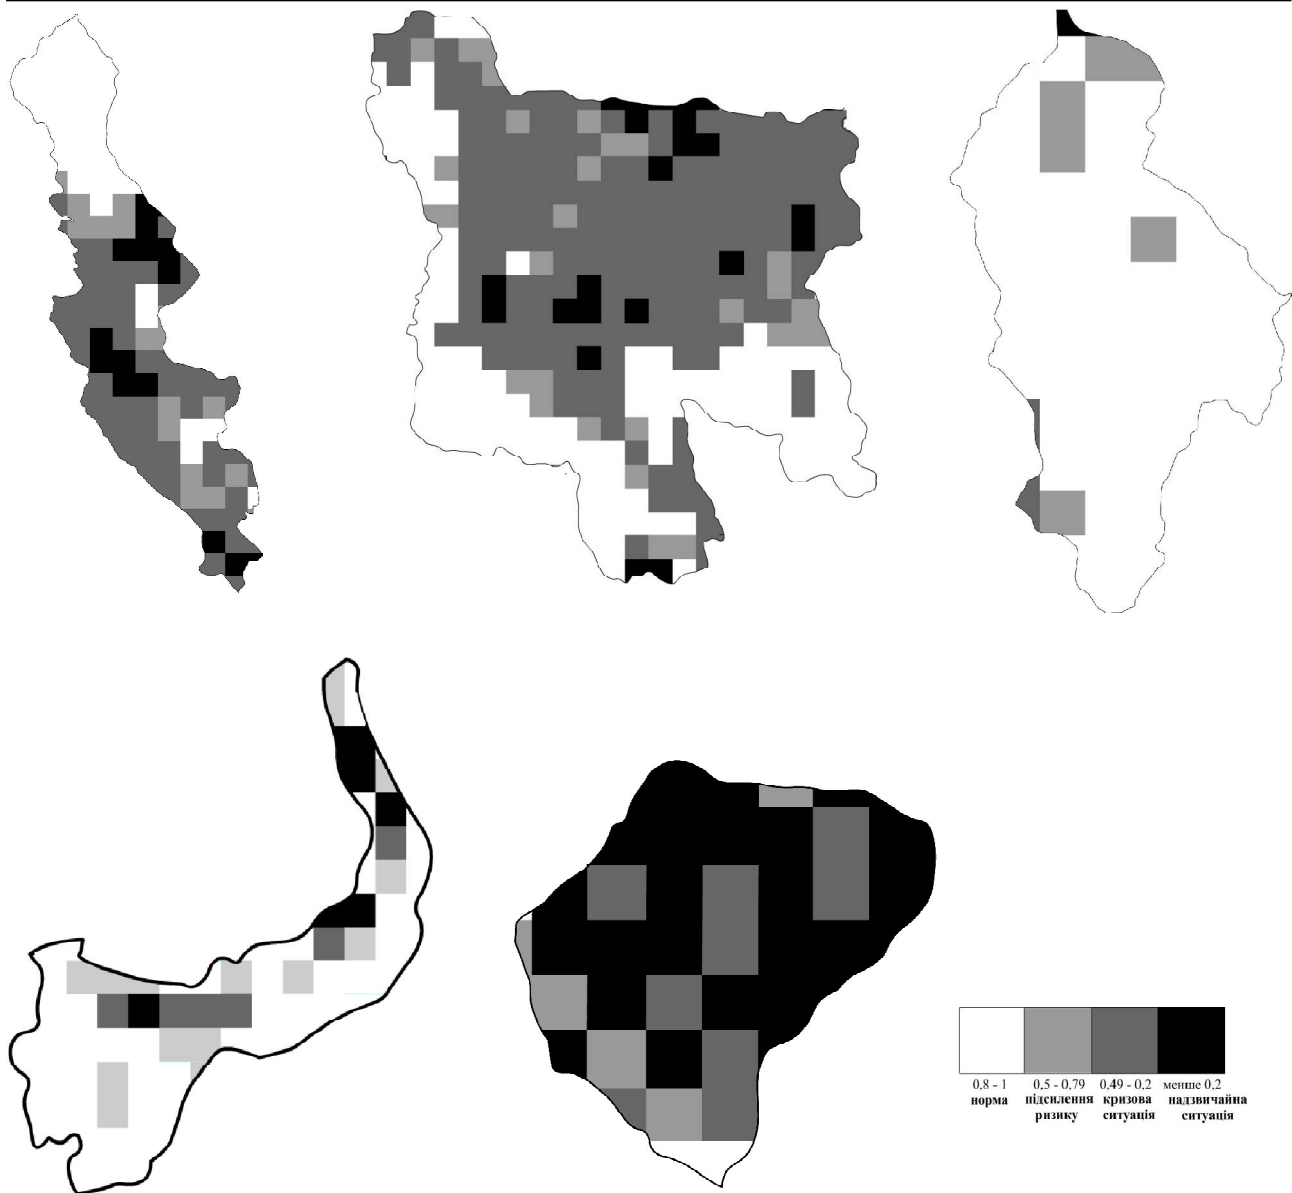 0,8 - 1 0,5 - 0,79 0,49 - 0,2 менше 0,2
норма підсилення кризова надзвичайна
ризику ситуація ситуація